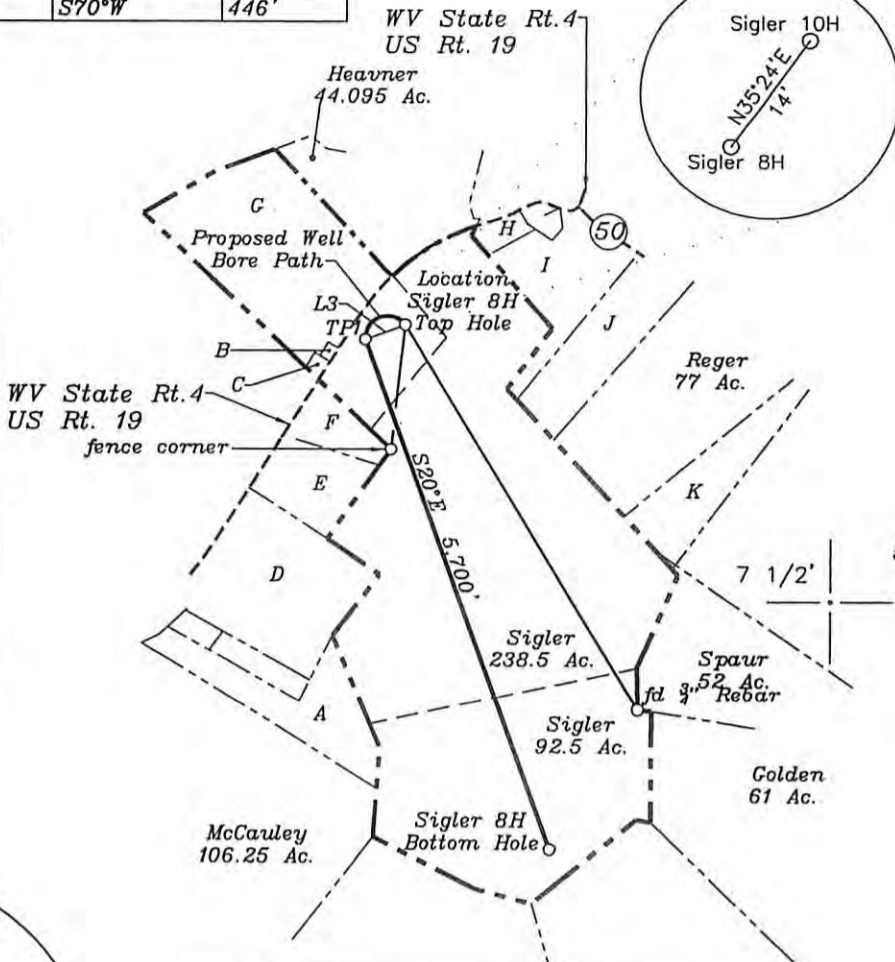 S70°W 446'
WV State Rt.4
US Rt. 19
Sigler 10H
N35°24'E
14'
Sigler 8H
Heavner
44.095 Ac.
G
H
50
I
Proposed Well
Bore Path
Location
Sigler 8H
Top Hole
L3
TP1
J
B
C
Reger
77 Ac.
WV State Rt.4
US Rt. 19
F
fence corner
E
K
S20°E 5,700'
D
7 1/2'
Sigler
238.5 Ac.
Spaur
52 Ac.
fd 3/4" Rebar
A
Sigler
92.5 Ac.
Golden
61 Ac.
McCauley
106.25 Ac.
Sigler 8H
Bottom Hole